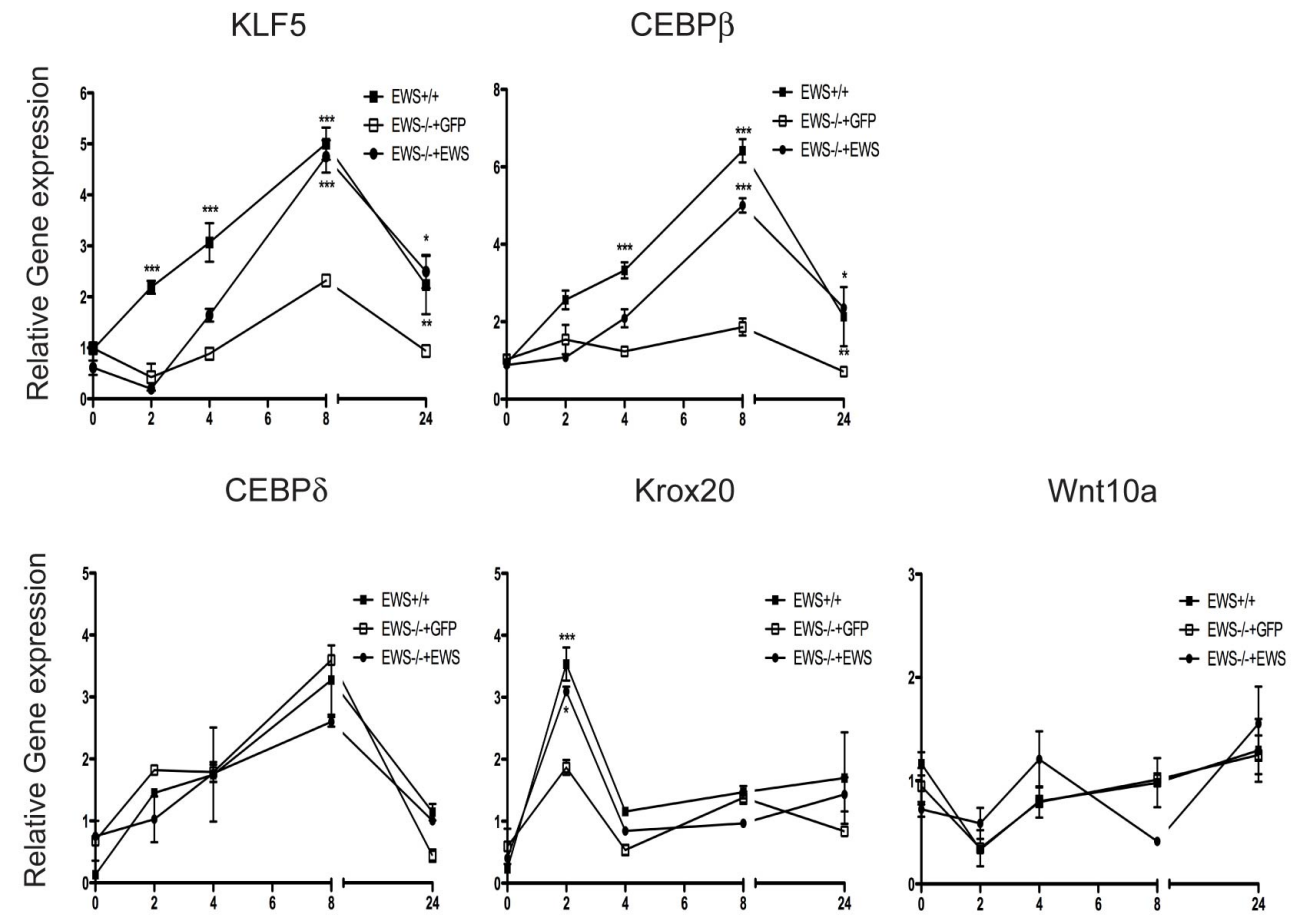 KLF5
Relative Gene expression
6
5
4
3
2
1
0
EWS+/+
EWS-/-+GFP
EWS-/-+EWS
***
***
***
***
*
**
0 2 4 6 8 24
CEBPβ
8
6
4
2
0
EWS+/+
EWS-/-+GFP
EWS-/-+EWS
***
***
***
*
**
0 2 4 6 8 24
CEBPδ
Relative Gene expression
5
4
3
2
1
0
EWS+/+
EWS-/-+GFP
EWS-/-+EWS
0 2 4 6 8 24
Krox20
5
4
3
2
1
0
EWS+/+
EWS-/-+GFP
EWS-/-+EWS
***
*
0 2 4 6 8 24
Wnt10a
3
2
1
0
EWS+/+
EWS-/-+GFP
EWS-/-+EWS
0 2 4 6 8 24